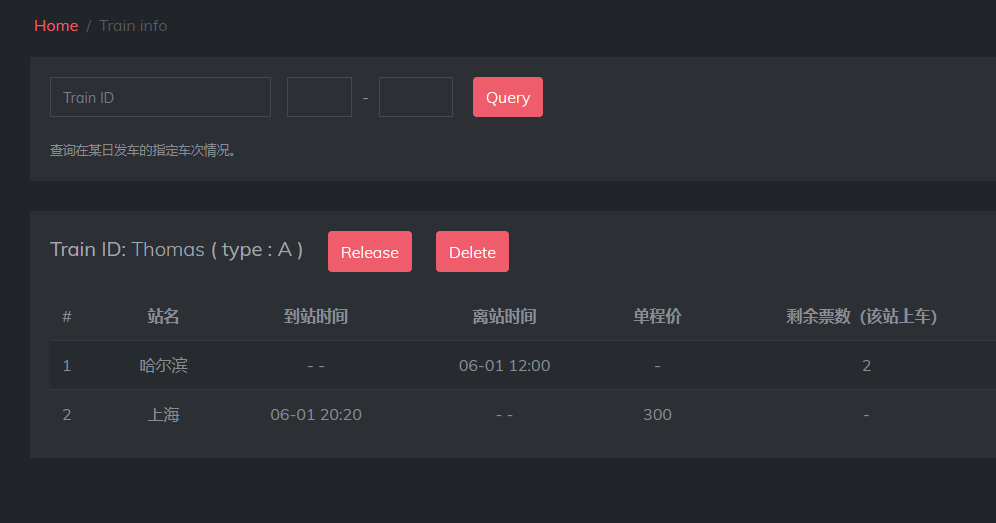 Home / Train info
Train ID - Query
查询在某日发车的指定车次情况。
Train ID: Thomas ( type : A ) Release Delete
# 站名 到站时间 离站时间 单程价 剩余票数（该站上车）
1 哈尔滨 - - 06-01 12:00 - 2
2 上海 06-01 20:20 - - 300 -